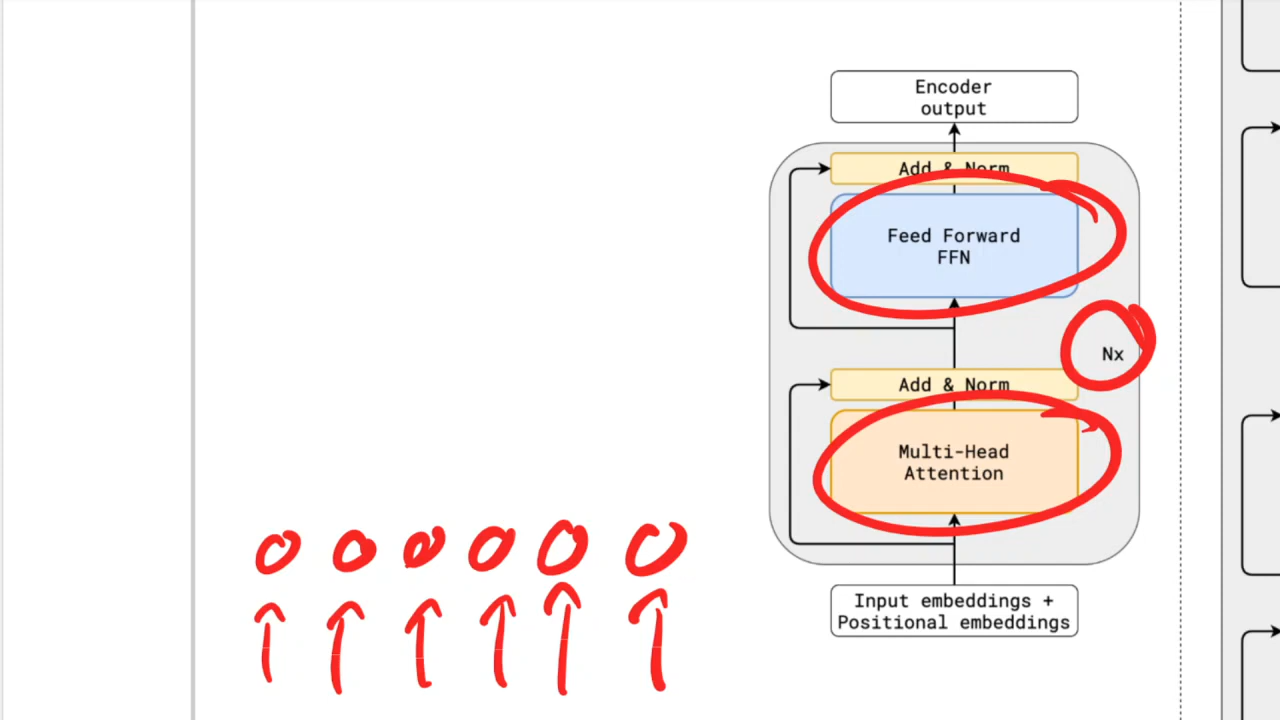 Encoder
output
Add & Norm
Feed Forward
FFN
Nx
Add & Norm
Multi-Head
Attention
Input embeddings +
Positional embeddings